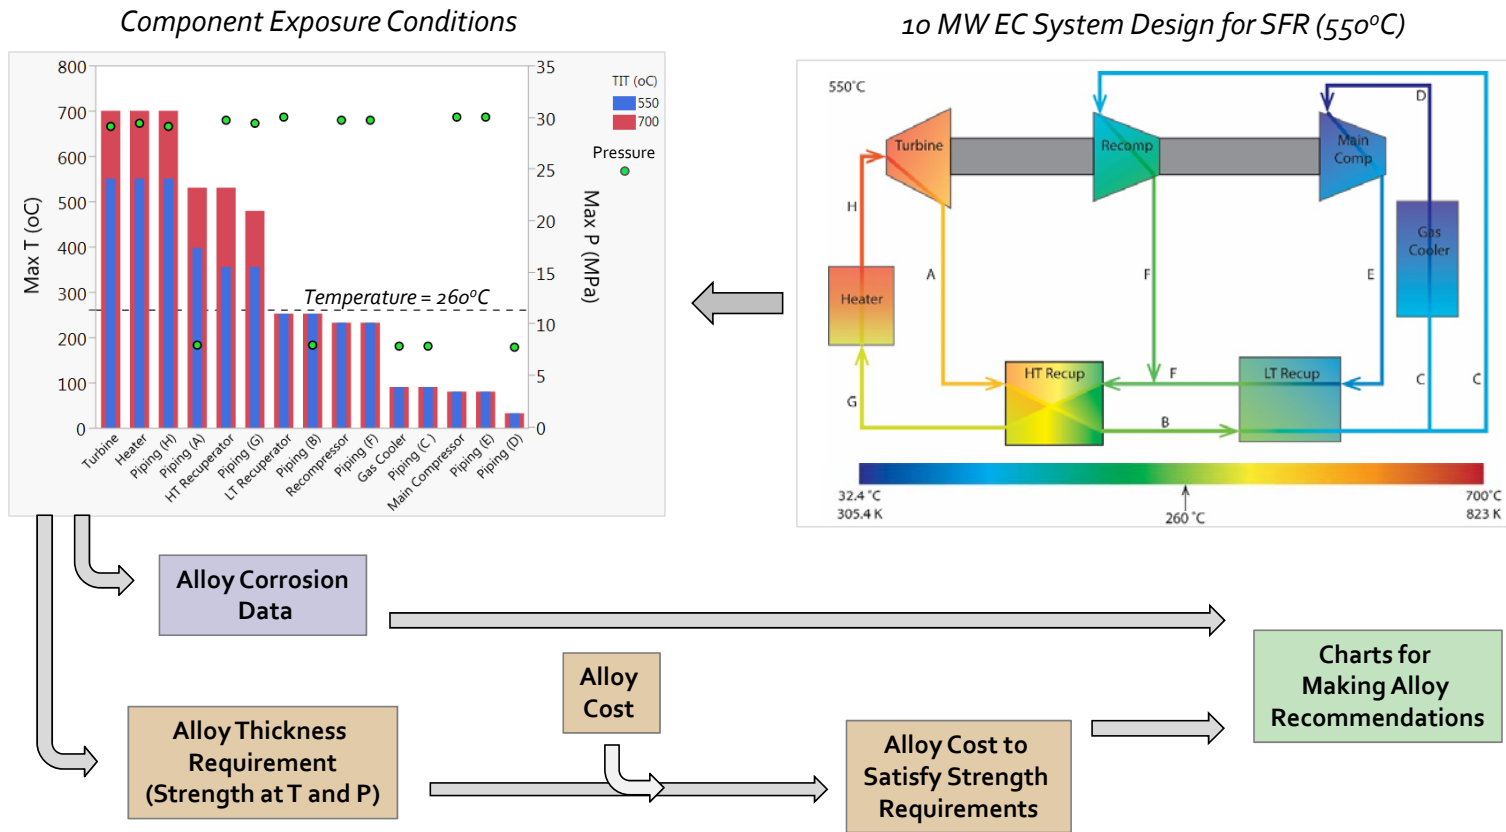 Component Exposure Conditions
10 MW EC System Design for SFR (550ºC)
800
700
600
500
400
300
200
100
0
Max T (oC)
35
30
25
20
15
10
5
0
Max P (MPa)
TIT (oC)
550
700
Pressure
Temperature = 260ºC
Turbine
Heater
Piping (H)
Piping (A)
HT Recuperator
Piping (G)
LT Recuperator
Piping (B)
Recompressor
Piping (F)
Gas Cooler
Piping (C )
Main Compressor
Piping (E)
Piping (D)
550°C
Turbine
Recomp
Main
Comp
D
H
A
F
E
Gas
Cooler
Heater
G
HT Recup
F
LT Recup
B
C
C
32.4 °C
305.4 K
260 °C
700°C
823 K
Alloy Corrosion
Data
Alloy Thickness
Requirement
(Strength at T and P)
Alloy
Cost
Alloy Cost to
Satisfy Strength
Requirements
Charts for
Making Alloy
Recommendations